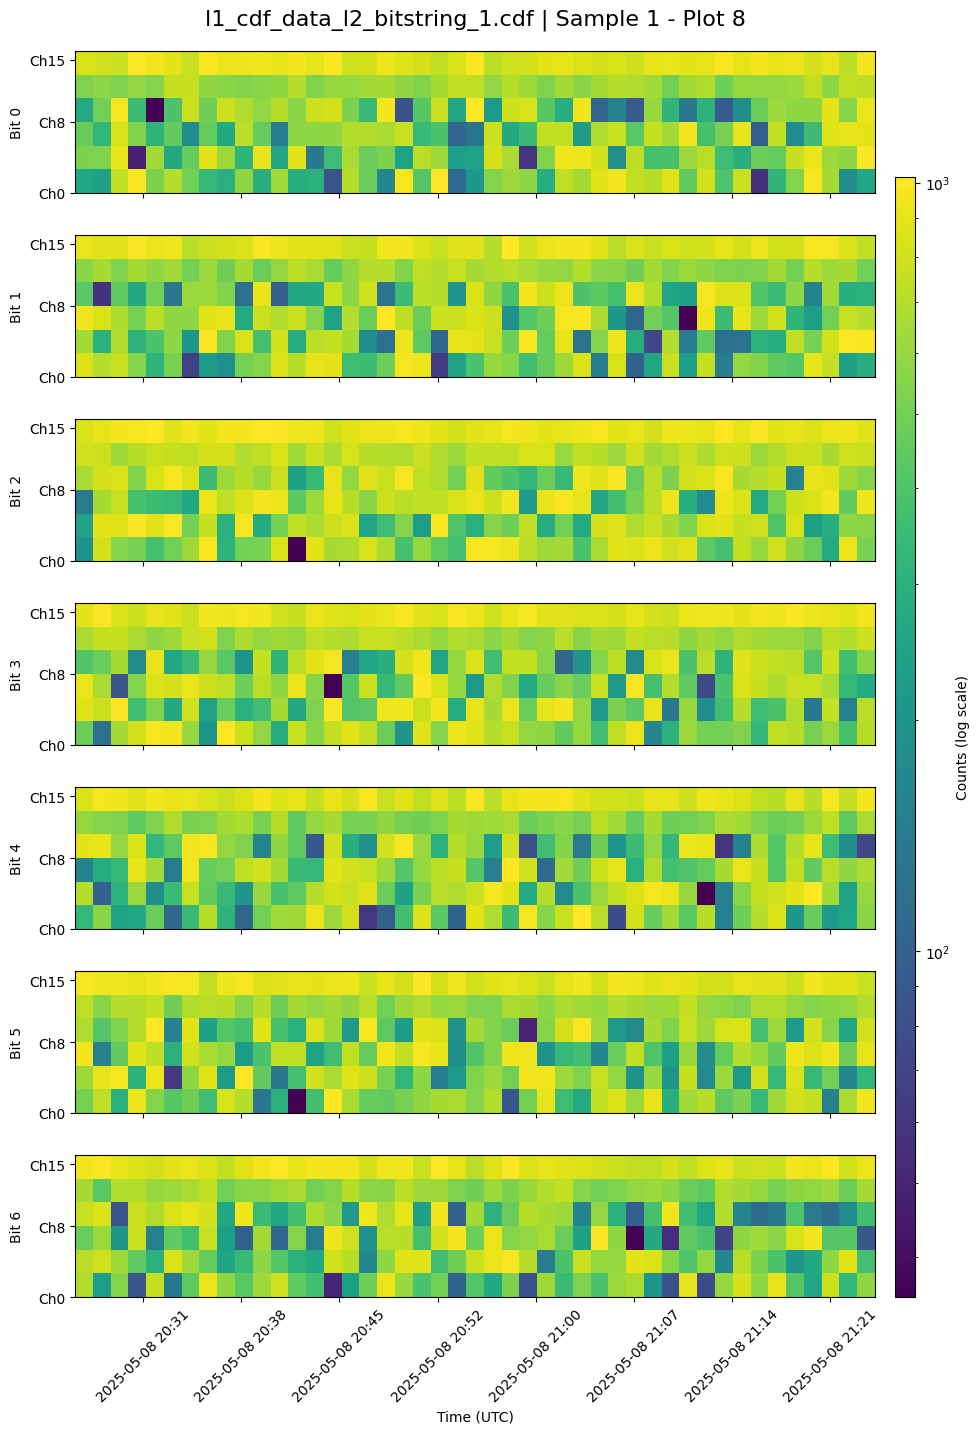 l1_cdf_data_l2_bitstring_1.cdf | Sample 1 - Plot 8
Ch15
Ch8
Ch0
Bit 0
Ch15
Ch8
Ch0
Bit 1
Ch15
Ch8
Ch0
Bit 2
Ch15
Ch8
Ch0
Bit 3
Ch15
Ch8
Ch0
Bit 4
Ch15
Ch8
Ch0
Bit 5
Ch15
Ch8
Ch0
Bit 6
2025-05-08 20:31
2025-05-08 20:38
2025-05-08 20:45
2025-05-08 20:52
2025-05-08 21:00
2025-05-08 21:07
2025-05-08 21:14
2025-05-08 21:21
Time (UTC)
10³
10²
Counts (log scale)